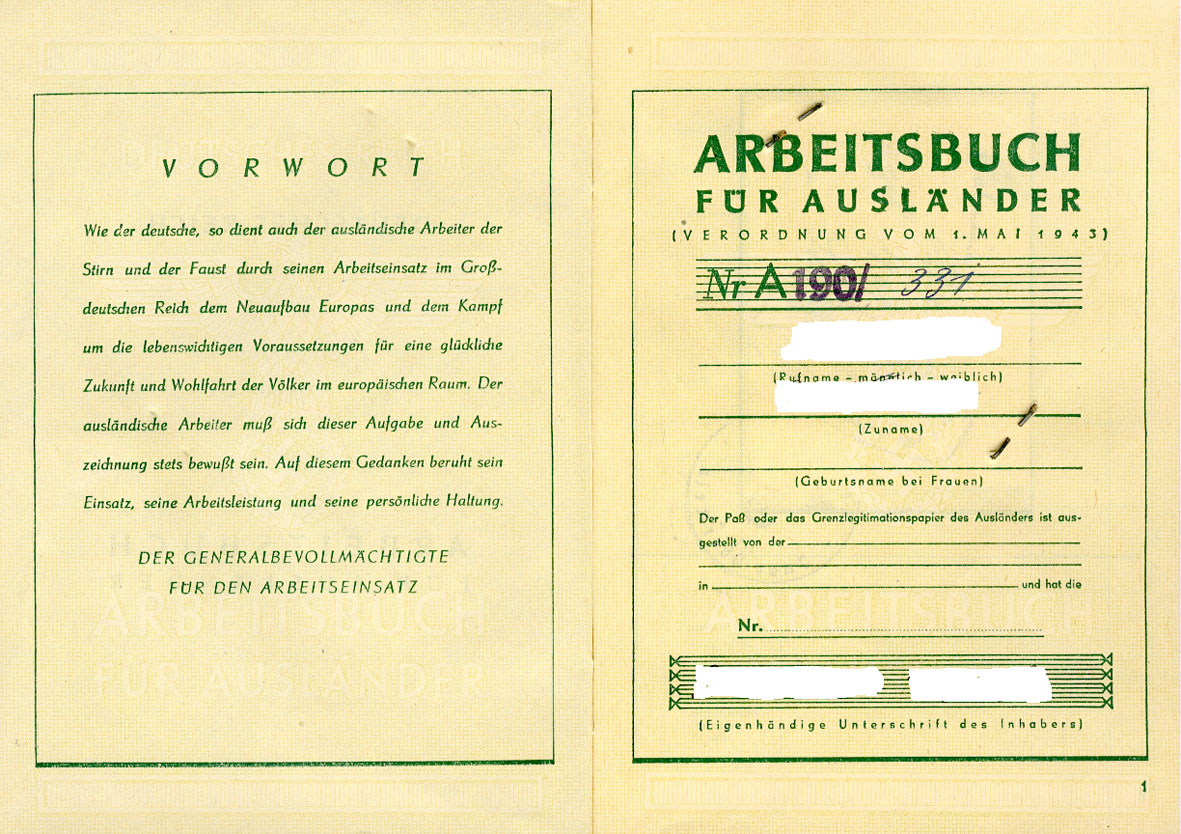 VORWORT
Wie der deutsche, so dient auch der ausländische Arbeiter der
Stirn und der Faust durch seinen Arbeitseinsatz im Groß-
deutschen Reich dem Neuaufbau Europas und dem Kampf
um die lebenswichtigen Voraussetzungen für eine glückliche
Zukunft und Wohlfahrt der Völker im europäischen Raum. Der
ausländische Arbeiter muß sich dieser Aufgabe und Aus-
zeichnung stets bewußt sein. Auf diesem Gedanken beruht sein
Einsatz, seine Arbeitsleistung und seine persönliche Haltung.
DER GENERALBEVOLLMÄCHTIGTE
FÜR DEN ARBEITSEINSATZ
ARBEITSBUCH
FÜR AUSLÄNDER
ARBEITSBUCH
FÜR AUSLÄNDER
(VERORDNUNG VOM 1. MAI 1943)
Nr A 190/ 331
(Rufname – männlich – weiblich)
(Zuname)
(Geburtsname bei Frauen)
Der Paß oder das Grenzlegitimationspapier des Ausländers ist aus-
gestellt von der
in und hat die
ARBEITSBUCH
Nr.
(Eigenhändige Unterschrift des Inhabers)
1